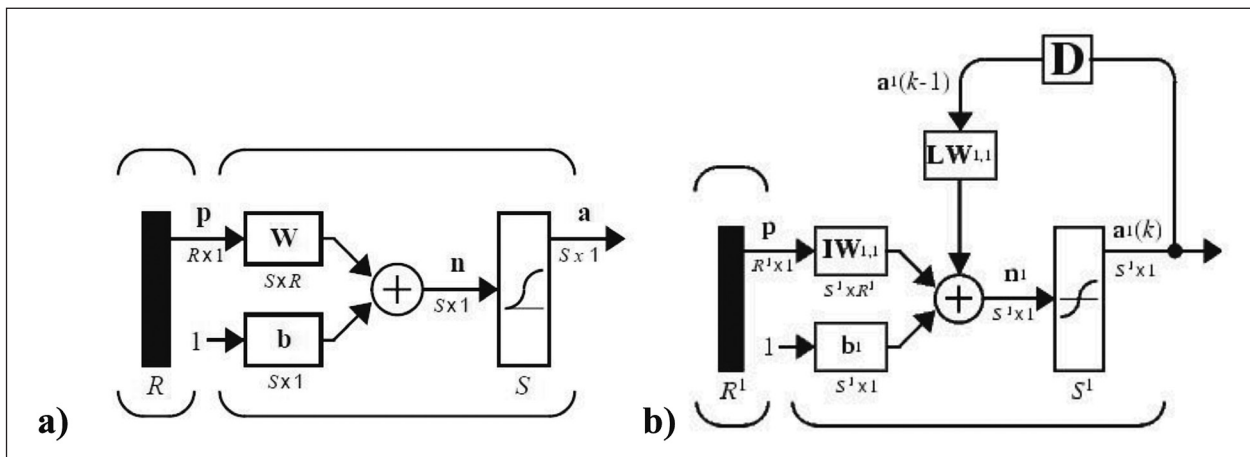 p
R x 1
W
S x R
1
b
S x 1
+
n
S x 1
a
S x 1
R
S
a)
D
a1(k-1)
LW1,1
p
R1 x 1
IW1,1
S1 x R1
1
b1
S1 x 1
+
n1
S1 x 1
a1(k)
S1 x 1
R1
S1
b)